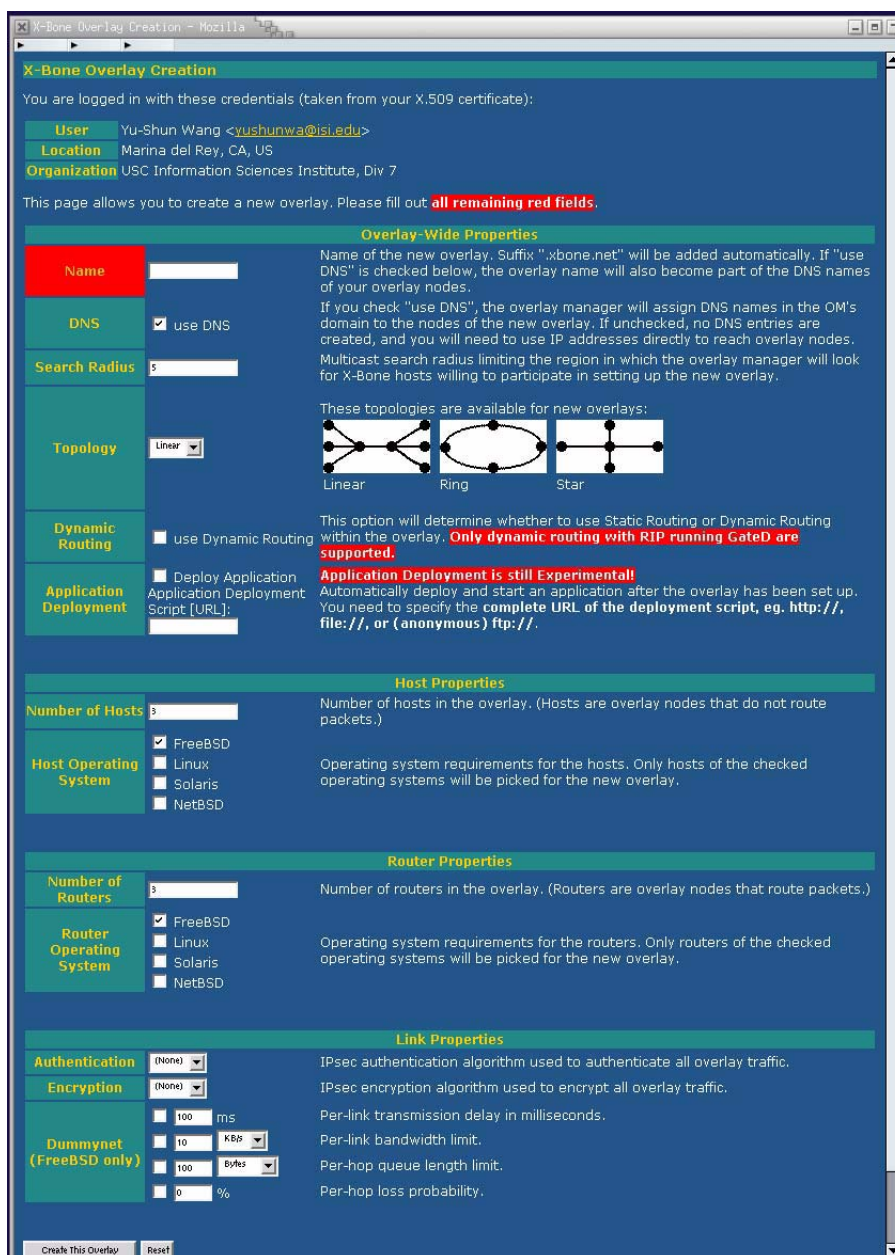 X-Bone Overlay Creation - Mozilla
X-Bone Overlay Creation
You are logged in with these credentials (taken from your X.509 certificate):
User Yu-Shun Wang <yushunwa@isi.edu>
Location Marina del Rey, CA, US
Organization USC Information Sciences Institute, Div 7
This page allows you to create a new overlay. Please fill out all remaining red fields.
Overlay-Wide Properties
Name
Name of the new overlay. Suffix ".xbone.net" will be added automatically. If "use
DNS" is checked below, the overlay name will also become part of the DNS names
of your overlay nodes.
DNS
use DNS
If you check "use DNS", the overlay manager will assign DNS names in the OM's
domain to the nodes of the new overlay. If unchecked, no DNS entries are
created, and you will need to use IP addresses directly to reach overlay nodes.
Search Radius
5
Multicast search radius limiting the region in which the overlay manager will look
for X-Bone hosts willing to participate in setting up the new overlay.
Topology
Linear
These topologies are available for new overlays:
Linear Ring Star
Dynamic
Routing
use Dynamic Routing
This option will determine whether to use Static Routing or Dynamic Routing
within the overlay. Only dynamic routing with RIP running GateD are
supported.
Application
Deployment
Deploy Application
Application Deployment
Script [URL]:
Application Deployment is still Experimental!
Automatically deploy and start an application after the overlay has been set up.
You need to specify the complete URL of the deployment script, eg. http://,
file://, or (anonymous) ftp://.
Host Properties
Number of Hosts
3
Number of hosts in the overlay. (Hosts are overlay nodes that do not route
packets.)
Host Operating
System
FreeBSD
Linux
Solaris
NetBSD
Operating system requirements for the hosts. Only hosts of the checked
operating systems will be picked for the new overlay.
Router Properties
Number of
Routers
3
Number of routers in the overlay. (Routers are overlay nodes that route packets.)
Router
Operating
System
FreeBSD
Linux
Solaris
NetBSD
Operating system requirements for the routers. Only routers of the checked
operating systems will be picked for the new overlay.
Link Properties
Authentication (None) IPsec authentication algorithm used to authenticate all overlay traffic.
Encryption (None) IPsec encryption algorithm used to encrypt all overlay traffic.
Dummynet
(FreeBSD only)
100 ms Per-link transmission delay in milliseconds.
10 KB/s Per-link bandwidth limit.
100 Bytes Per-hop queue length limit.
0 % Per-hop loss probability.
Create This Overlay Reset